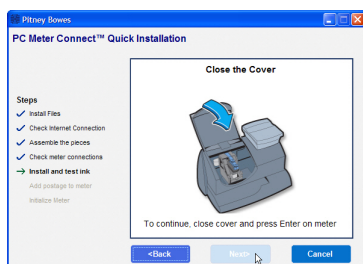 Pitney Bowes
PC Meter Connect™ Quick Installation
Steps
Install Files
Check Internet Connection
Assemble the pieces
Check meter connections
Install and test ink
Add postage to meter
Initialize Meter
Close the Cover
To continue, close cover and press Enter on meter
<Back
Next>
Cancel